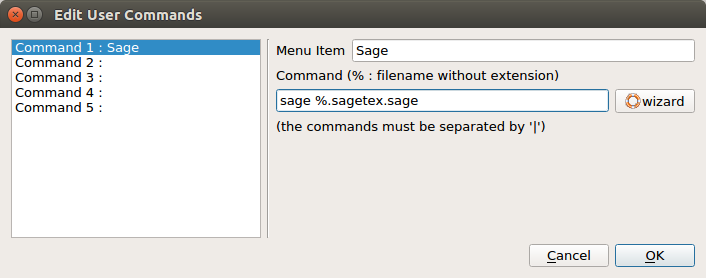 Edit User Commands
Command 1 : Sage
Command 2 :
Command 3 :
Command 4 :
Command 5 :
Menu Item Sage
Command (% : filename without extension)
sage %.sagetex.sage wizard
(the commands must be separated by '|')
Cancel OK